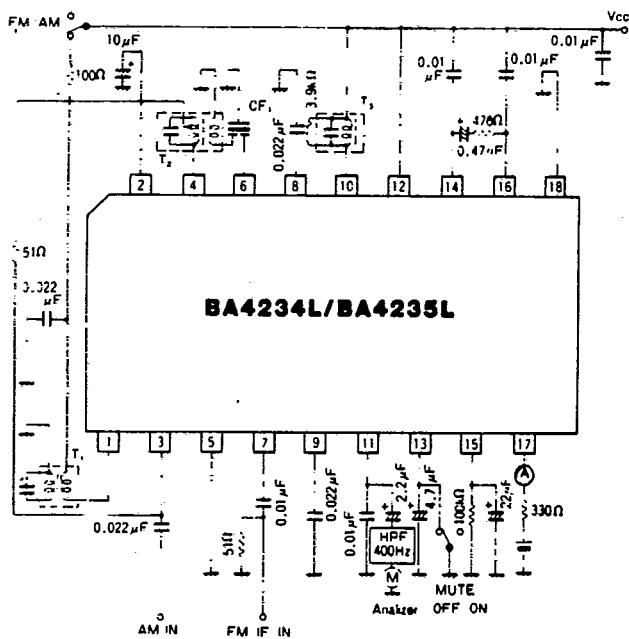 FM AM
Vcc
10μF
100Ω
0.01
μF
0.01μF
0.01μF
CF1
3.9kΩ
T3
0.022μF
470Ω
0.47μF
T2
2
4
6
8
10
12
14
16
18
51Ω
μF
BA4234L/BA4235L
T1
1
3
5
7
9
11
13
15
17
0.022μF
0.01μF
51Ω
0.022μF
0.01μF
2.2μF
4.7μF
100kΩ
22μF
A
330Ω
HPF
400Hz
M
Analizer
MUTE
OFF ON
AM IN
FM IF IN